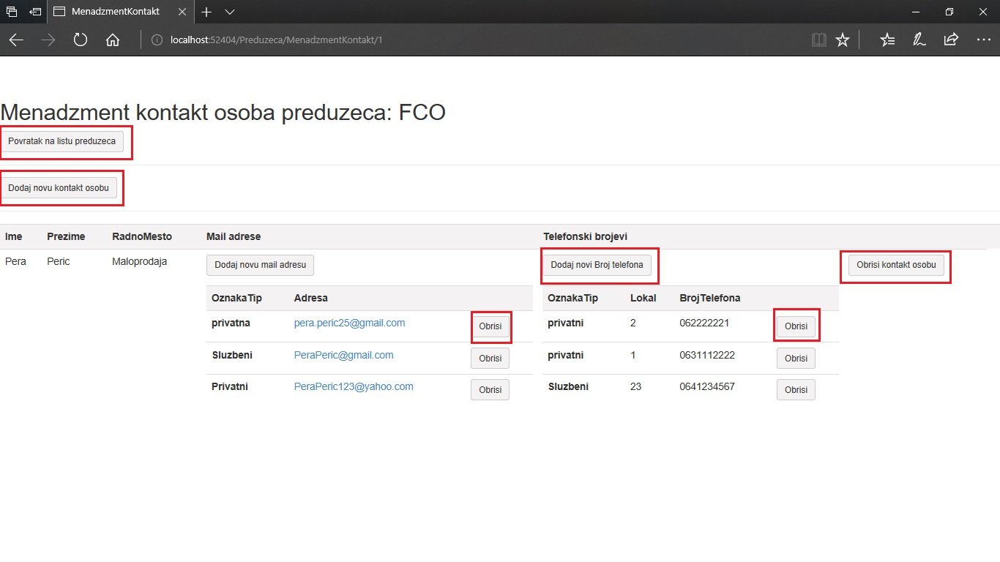 MenadzmentKontakt
localhost:52404/Preduzeca/MenadzmentKontakt/1
Menadzment kontakt osoba preduzeca: FCO
Povratak na listu preduzeca
Dodaj novu kontakt osobu
Ime Prezime RadnoMesto Mail adrese Telefonski brojevi
Pera Peric Maloprodaja Dodaj novu mail adresu Dodaj novi Broj telefona Obrisi kontakt osobu
OznakaTip Adresa OznakaTip Lokal BrojTelefona
privatna pera.peric25@gmail.com Obrisi privatni 2 062222221 Obrisi
Sluzbeni PeraPeric@gmail.com Obrisi privatni 1 0631112222 Obrisi
Privatni PeraPeric123@yahoo.com Obrisi Sluzbeni 23 0641234567 Obrisi